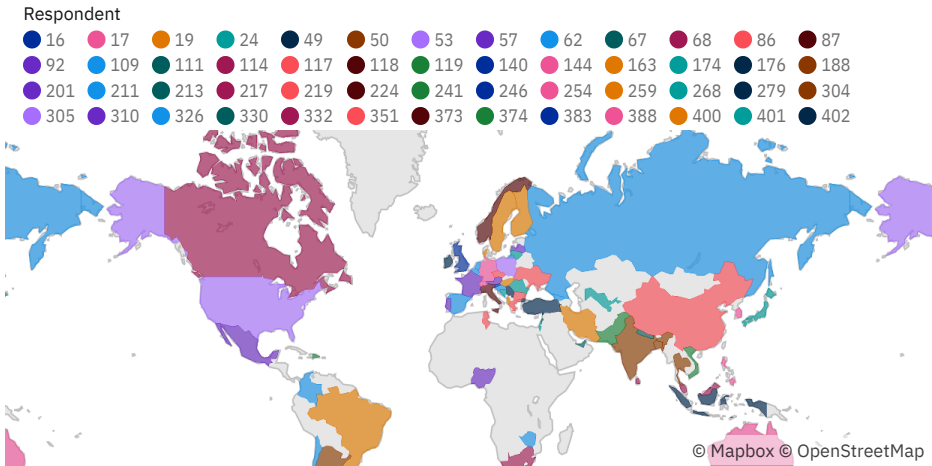 Respondent
16 17 19 24 49 50 53 57 62 67 68 86 87
92 109 111 114 117 118 119 140 144 163 174 176 188
201 211 213 217 219 224 241 246 254 259 268 279 304
305 310 326 330 332 351 373 374 383 388 400 401 402
© Mapbox © OpenStreetMap